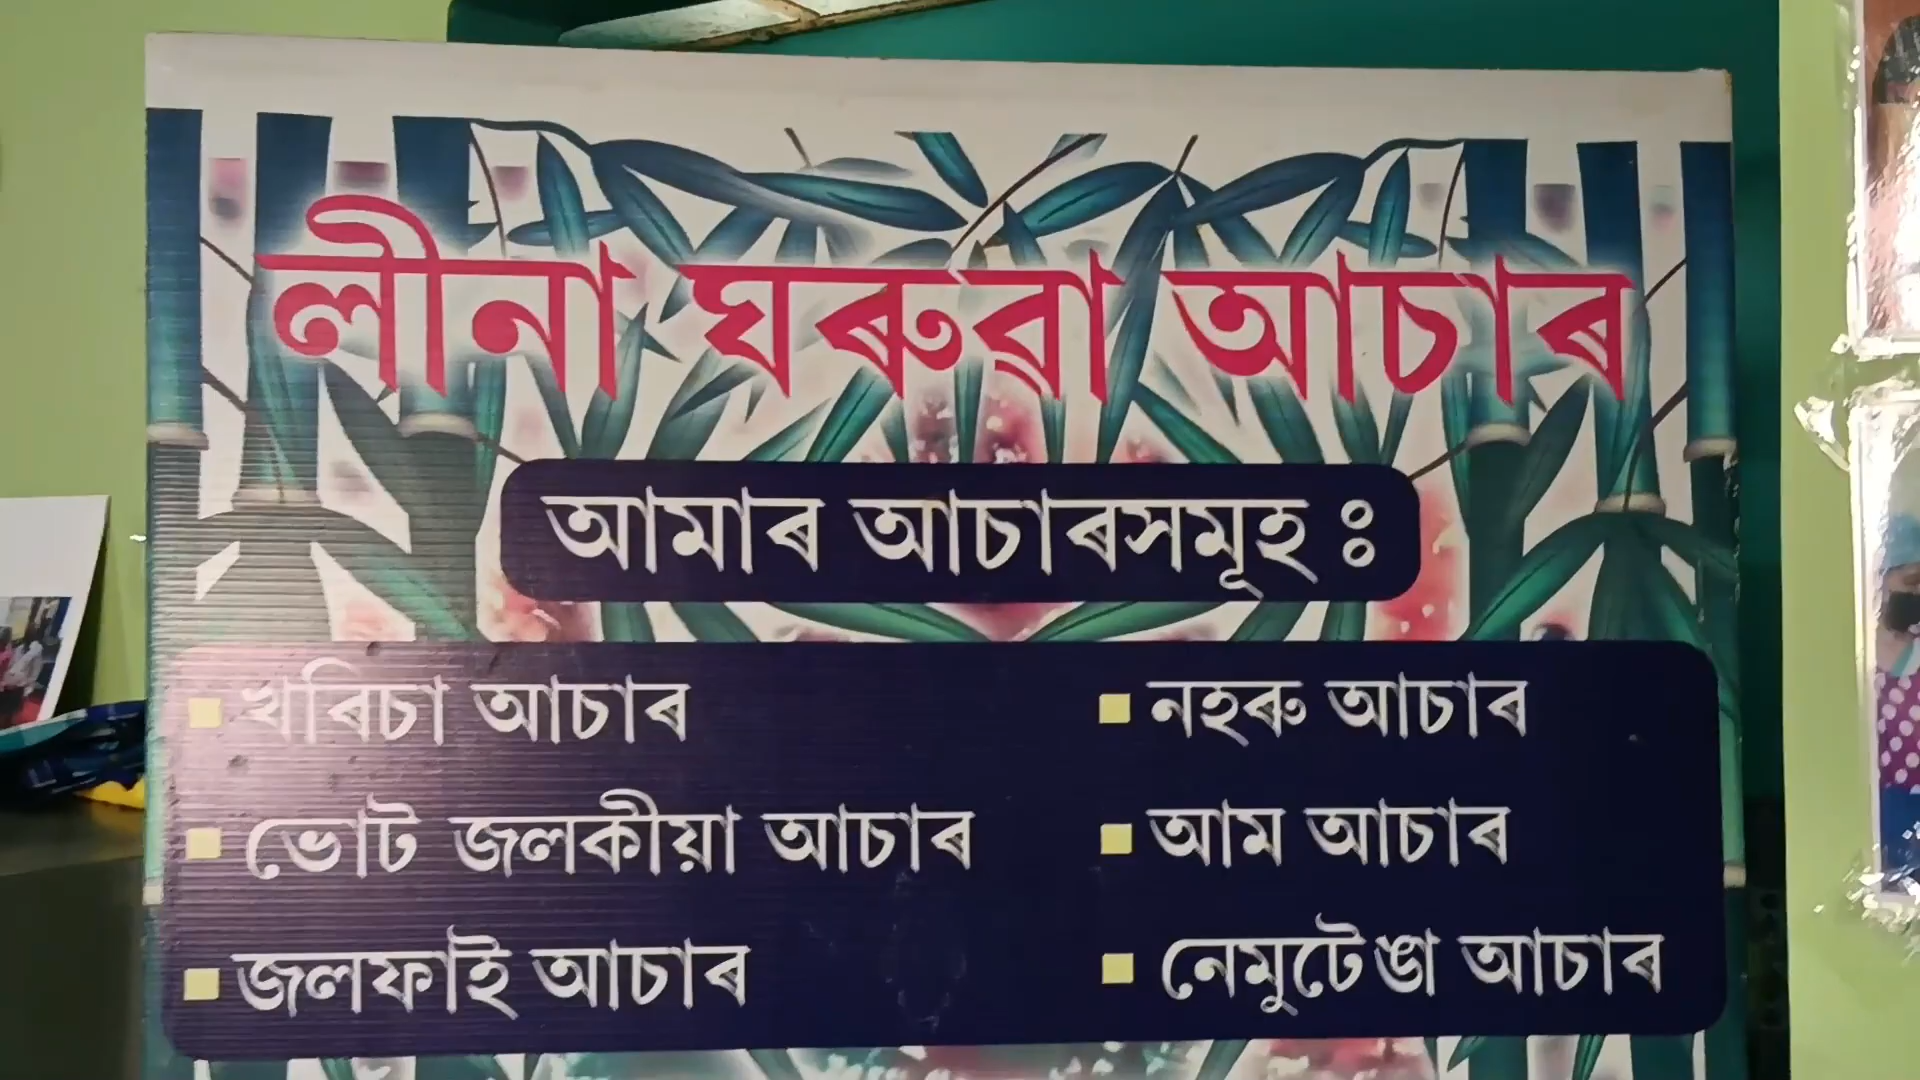 লীনা ঘৰুৱা আচাৰ
আমাৰ আচাৰসমূহ ঃ
খৰিচা আচাৰ
নহৰু আচাৰ
ভোট জলকীয়া আচাৰ
আম আচাৰ
জলফাই আচাৰ
নেমুটেঙা আচাৰ